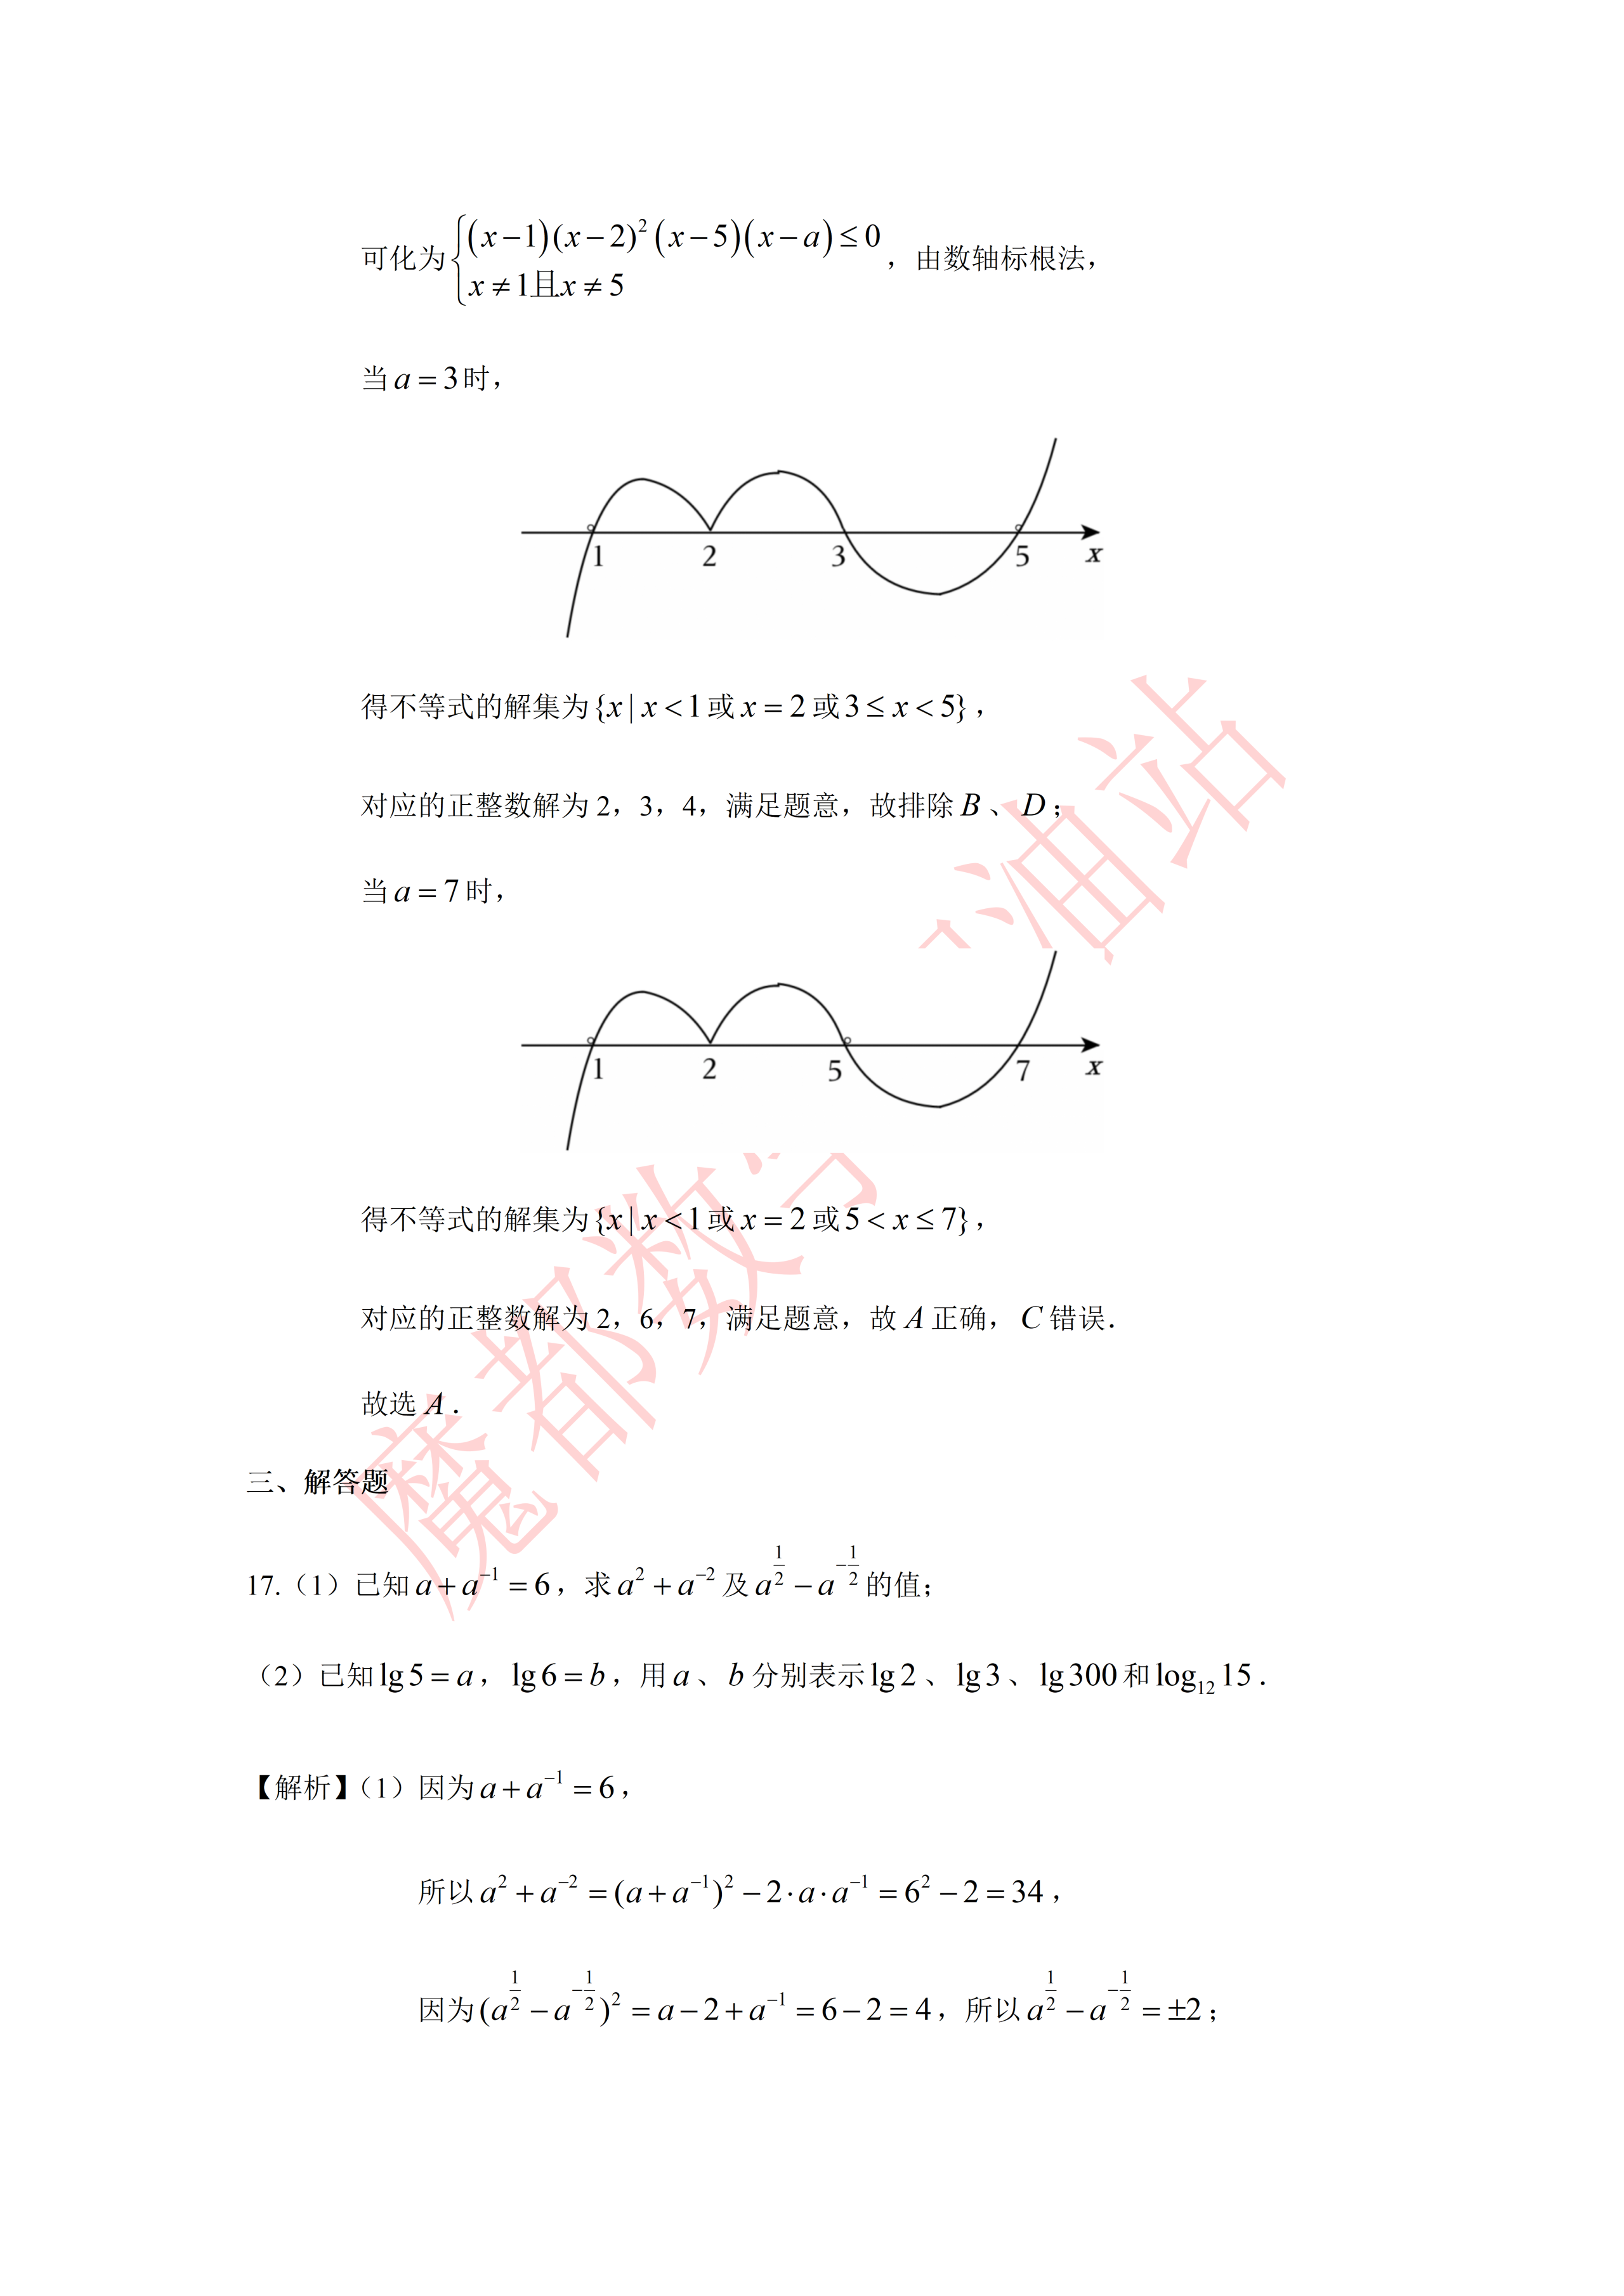 可化为{(x−1)(x−2)²(x−5)(x−a)≤0
x≠1且x≠5 ，由数轴标根法，
当a=3时，
1 2 3 5 x
得不等式的解集为{x|x<1或x=2或3≤x<5}，
对应的正整数解为2，3，4，满足题意，故排除B、D；
当a=7时，
1 2 5 7 x
得不等式的解集为{x|x<1或x=2或5<x≤7}，
对应的正整数解为2，6，7，满足题意，故A正确，C错误．
故选A．
三、解答题
17.（1）已知a+a⁻¹=6，求a²+a⁻²及a^(1/2)−a^(−1/2)的值；
（2）已知lg5=a，lg6=b，用a、b分别表示lg2、lg3、lg300和log₁₂15．
【解析】（1）因为a+a⁻¹=6，
所以a²+a⁻²=(a+a⁻¹)²−2·a·a⁻¹=6²−2=34，
因为(a^(1/2)−a^(−1/2))²=a−2+a⁻¹=6−2=4，所以a^(1/2)−a^(−1/2)=±2；
魔都数
油站